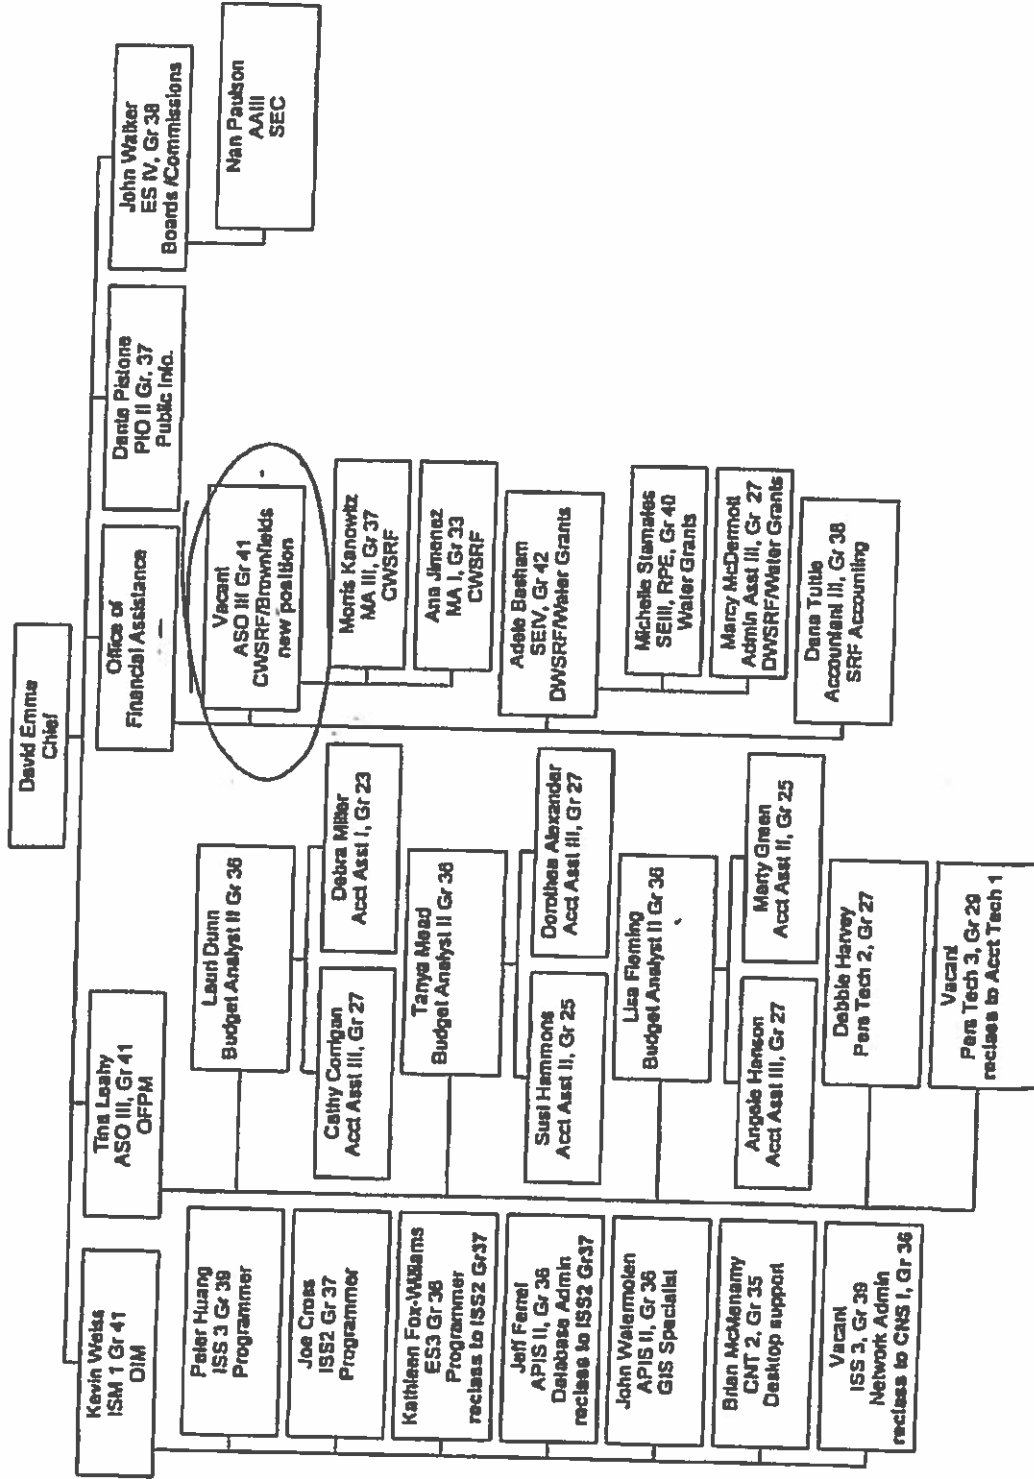 David Emme
Chief
Kevin Weiss
ISM 1 Gr 41
OIM
Peter Huang
ISS 3 Gr 39
Programmer
Joe Cross
ISS2 Gr 37
Programmer
Kathleen Fox-Williams
ES3 Gr 36
Programmer
reclass to ISS2 Gr37
Jeff Ferrel
APIS II, Gr 36
Database Admin
reclass to ISS2 Gr37
John Watermolen
APIS II, Gr 36
GIS Specialist
Brian McMenamy
CNT 2, Gr 35
Desktop support
Vacant
ISS 3, Gr 39
Network Admin
reclass to CNS I, Gr 36
Tina Leahy
ASO III, Gr 41
OFPM
Lauri Dunn
Budget Analyst II Gr 36
Cathy Corrigan
Acct Asst III, Gr 27
Debra Miller
Acct Asst I, Gr 23
Tanya Mead
Budget Analyst II Gr 36
Susi Hammons
Acct Asst II, Gr 25
Dorothea Alexander
Acct Asst III, Gr 27
Lisa Fleming
Budget Analyst II Gr 36
Angele Hanson
Acct Asst III, Gr 27
Marty Green
Acct Asst II, Gr 25
Debbie Harvey
Pers Tech 2, Gr 27
Vacant
Pers Tech 3, Gr 29
reclass to Acct Tech 1
Office of
Financial Assistance
Vacant
ASO III Gr 41
CWSRF/Brownfields
new position
Morris Kanowitz
MA III, Gr 37
CWSRF
Ana Jimenez
MA I, Gr 33
CWSRF
Adele Basham
SEIV, Gr 42
DWSRF/Water Grants
Michelle Stamates
SEIII, RPE, Gr 40
Water Grants
Marcy McDermott
Admin Asst III, Gr 27
DWSRF/Water Grants
Dana Tuttle
Accountant III, Gr 38
SRF Accounting
Dante Pistone
PIO II Gr. 37
Public Info.
John Walker
ES IV, Gr 38
Boards /Commissions
Nan Paulson
AAIII
SEC